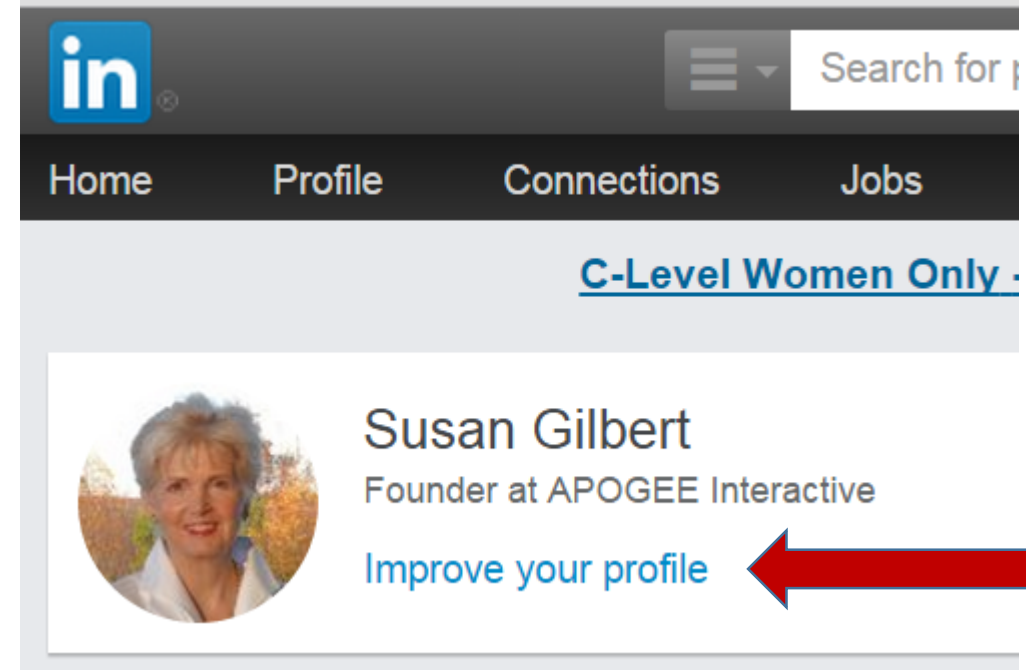 in ®
Search for
Home Profile Connections Jobs
C-Level Women Only -
Susan Gilbert
Founder at APOGEE Interactive
Improve your profile